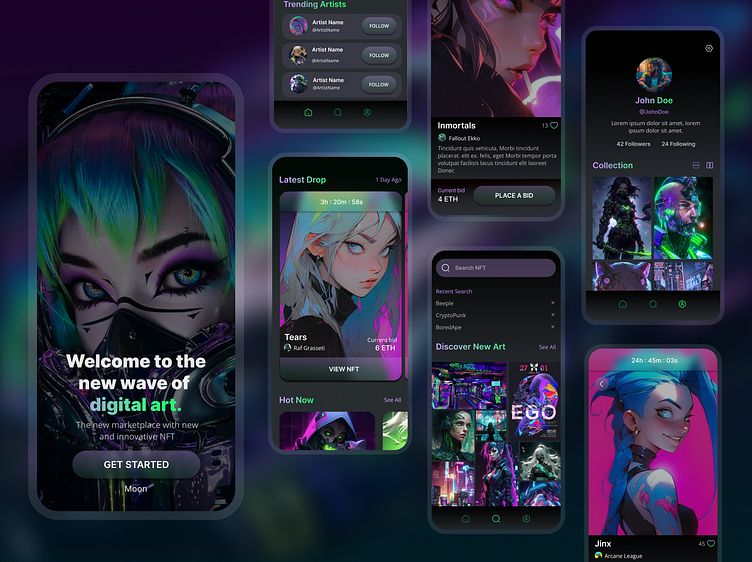 Welcome to the
new wave of
digital art.
The new marketplace with new
and innovative NFT
GET STARTED
Moon
Trending Artists
Artist Name
@ArtistName
FOLLOW
Artist Name
@ArtistName
FOLLOW
Artist Name
@ArtistName
FOLLOW
Latest Drop
1 Day Ago
3h : 20m : 58s
Tears
Raf Grasseti
Current bid
6 ETH
VIEW NFT
Hot Now
See All
Inmortals
13
Fallout Ekko
Tincidunt quis vehicula, Morbi tincidunt
placerat, elit ex, felis, eget Morbi tempor porta
volutpat facilisis lacus tincidunt elit laoreet
Donec
Current bid
4 ETH
PLACE A BID
Search NFT
Recent Search
Beeple
×
CryptoPunk
×
BoredApe
×
Discover New Art
See All
27
01
EGO
John Doe
@JohnDoe
Lorem ipsum dolor sit amet, lorem
ipsum dolor sit amet.
42 Followers
24 Following
Collection
24h : 45m : 03s
Jinx
45
Arcane League